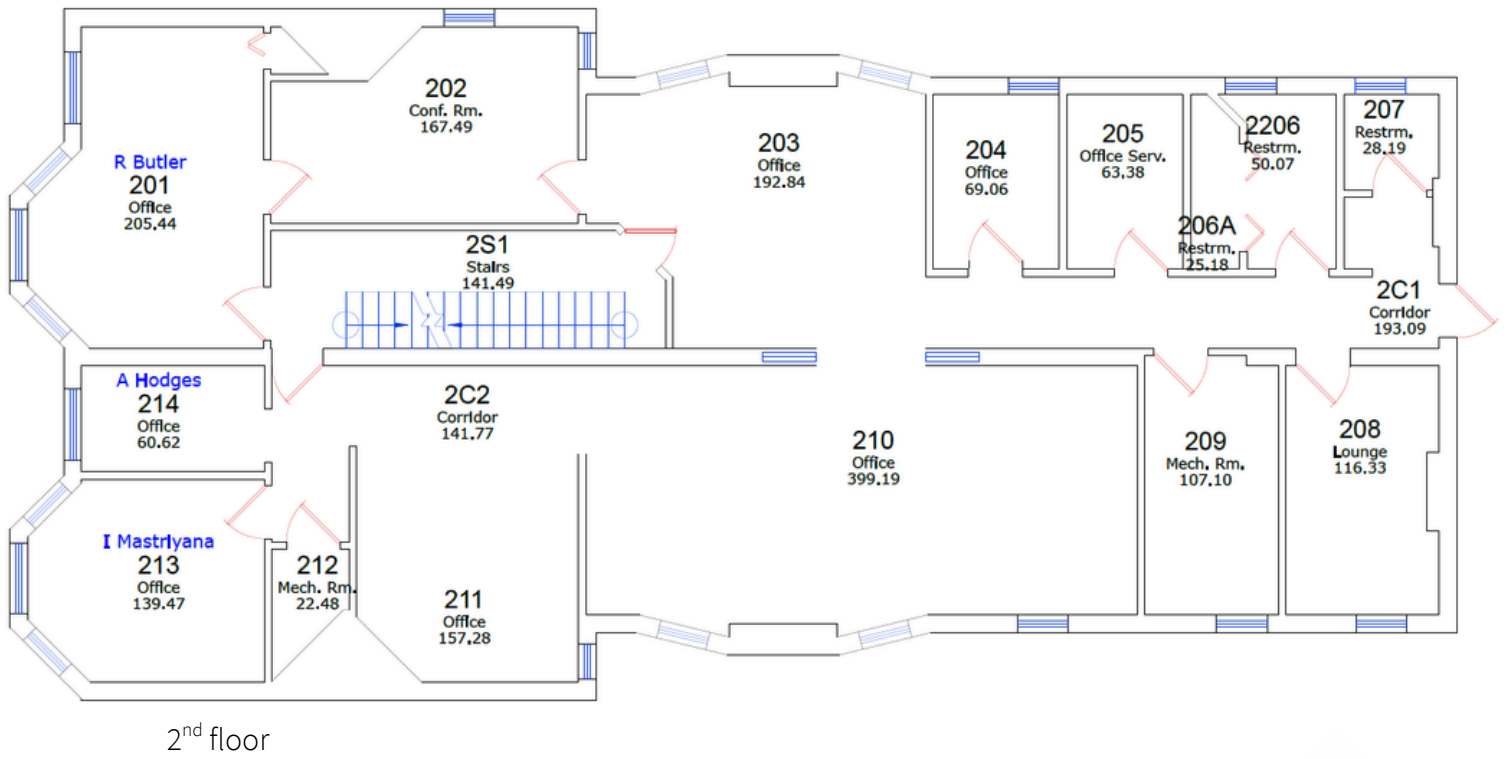 R Butler
201
Office
205.44
202
Conf. Rm.
167.49
203
Office
192.84
204
Office
69.06
205
Office Serv.
63.38
2206
Restrm.
50.07
206A
Restrm.
25.18
207
Restrm.
28.19
2S1
Stairs
141.49
2C1
Corridor
193.09
A Hodges
214
Office
60.62
2C2
Corridor
141.77
210
Office
399.19
209
Mech. Rm.
107.10
208
Lounge
116.33
I Mastriyana
213
Office
139.47
212
Mech. Rm.
22.48
211
Office
157.28
2nd floor